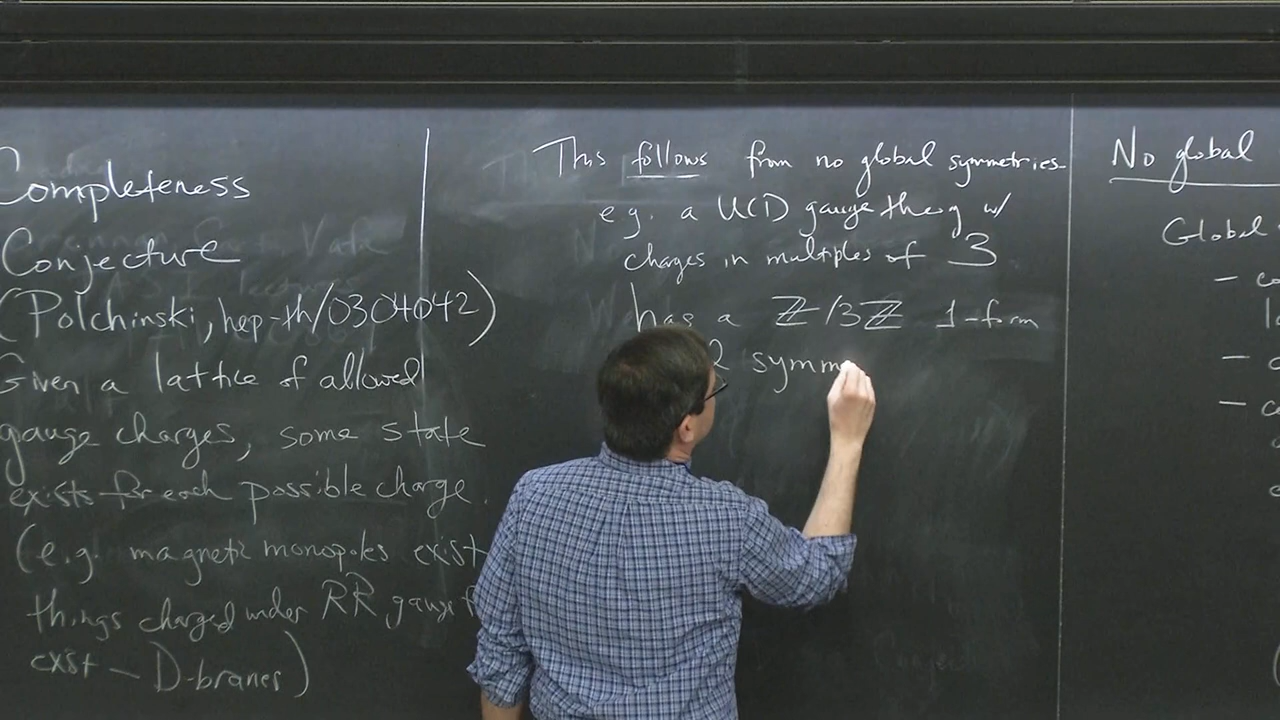 Completeness
Conjecture
(Polchinski, hep-th/0304042)
Given a lattice of allowed
gauge charges, some state
exists for each possible charge.
(e.g. magnetic monopoles exist
things charged under RR gauge
exist – D-branes)
This follows from no global symmetries.
e.g. a U(1) gauge theory w/
charges in multiples of 3
has a ℤ/3ℤ 1-form
symm
No global
Global